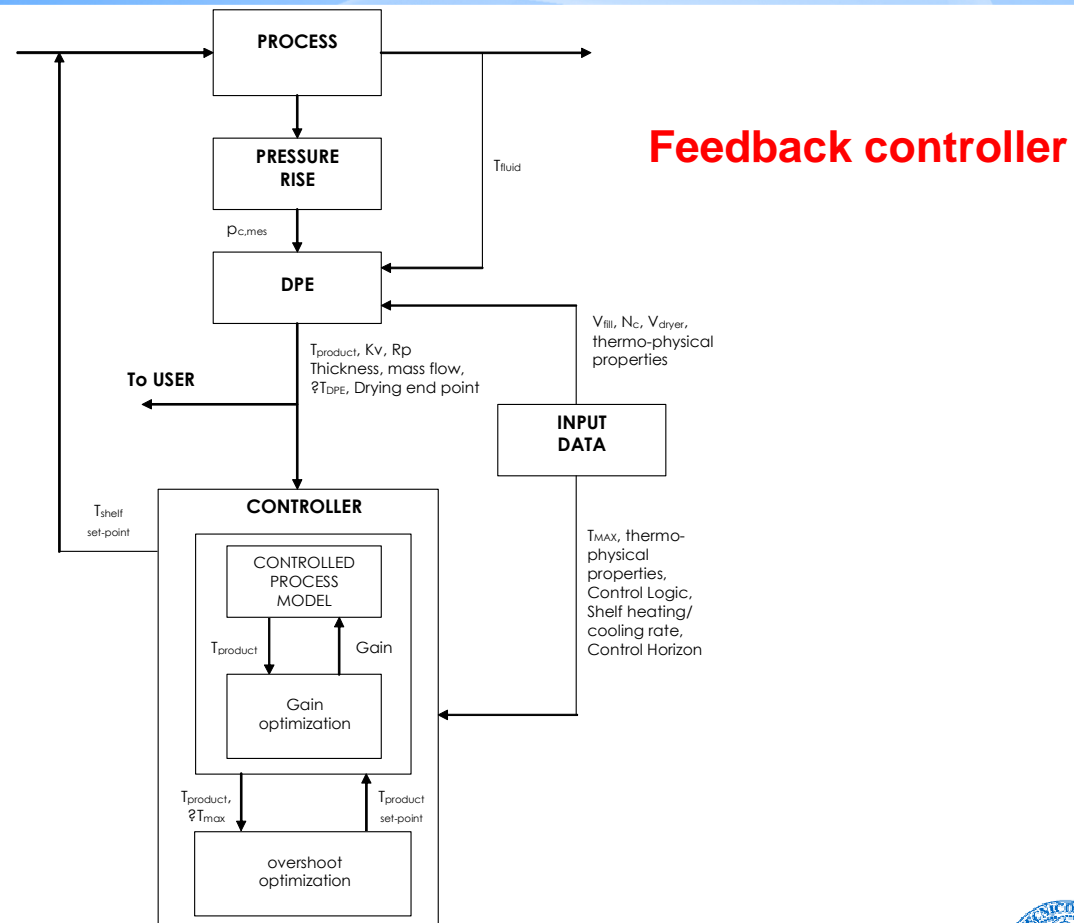 PROCESS
Feedback controller
PRESSURE
RISE
Tfluid
pc,mes
DPE
Vfill, Nc, Vdryer,
thermo-physical
properties
Tproduct, Kv, Rp
Thickness, mass flow,
?TDPE, Drying end point
To USER
INPUT
DATA
CONTROLLER
Tshelf
set-point
TMAX, thermo-
physical
properties,
Control Logic,
Shelf heating/
cooling rate,
Control Horizon
CONTROLLED
PROCESS
MODEL
Tproduct
Gain
Gain
optimization
Tproduct,
?Tmax
Tproduct
set-point
overshoot
optimization